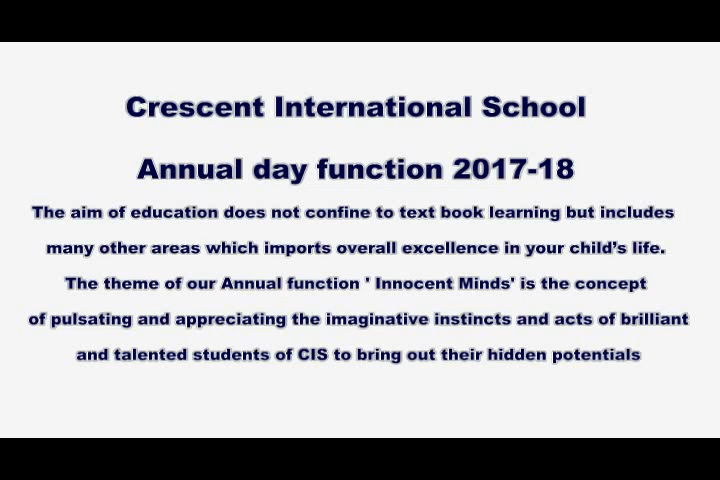 Crescent International School
Annual day function 2017-18
The aim of education does not confine to text book learning but includes
many other areas which imports overall excellence in your child’s life.
The theme of our Annual function ' Innocent Minds' is the concept
of pulsating and appreciating the imaginative instincts and acts of brilliant
and talented students of CIS to bring out their hidden potentials